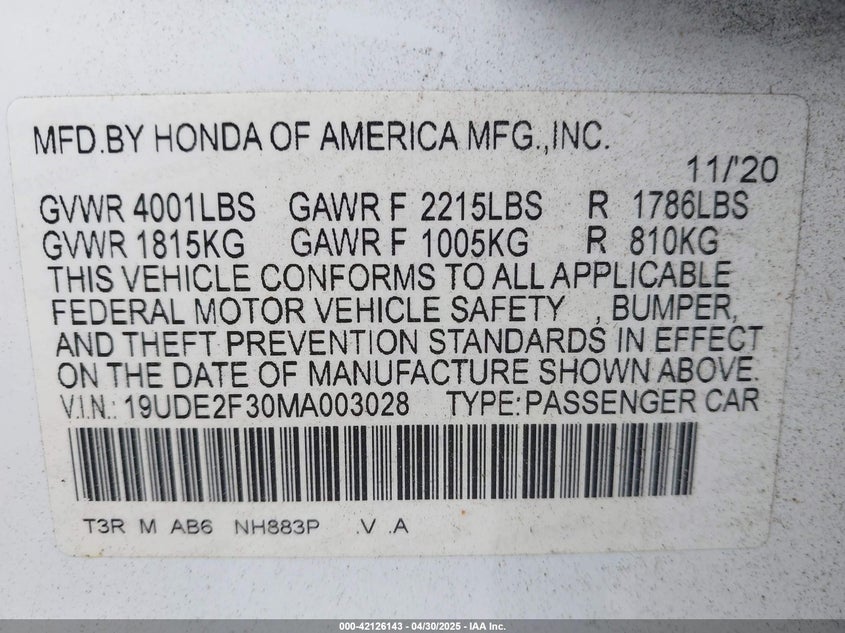 MFD.BY HONDA OF AMERICA MFG.,INC.
11/'20
GVWR 4001LBS GAWR F 2215LBS R 1786LBS
GVWR 1815KG GAWR F 1005KG R 810KG
THIS VEHICLE CONFORMS TO ALL APPLICABLE
FEDERAL MOTOR VEHICLE SAFETY , BUMPER,
AND THEFT PREVENTION STANDARDS IN EFFECT
ON THE DATE OF MANUFACTURE SHOWN ABOVE.
V.I.N.: 19UDE2F30MA003028 TYPE:PASSENGER CAR
T3R M AB6 NH883P .V .A
000-42126143 - 04/30/2025 - IAA Inc.